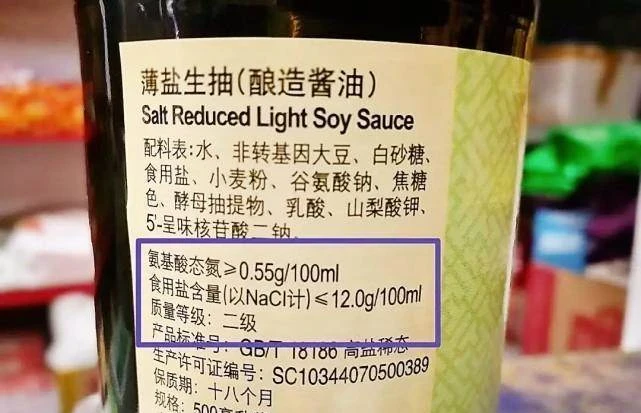 薄盐生抽(酿造酱油)
Salt Reduced Light Soy Sauce
配料表:水、非转基因大豆、白砂糖、
食用盐、小麦粉、谷氨酸钠、焦糖
色、酵母抽提物、乳酸、山梨酸钾、
5'-呈味核苷酸二钠、
氨基酸态氮≥0.55g/100ml
食用盐含量(以NaCl计)≤12.0g/100ml
质量等级:二级
产品标准号:GB/T 18186 高盐稀态
生产许可证编号:SC10344070500389
保质期:十八个月
规格:500毫升